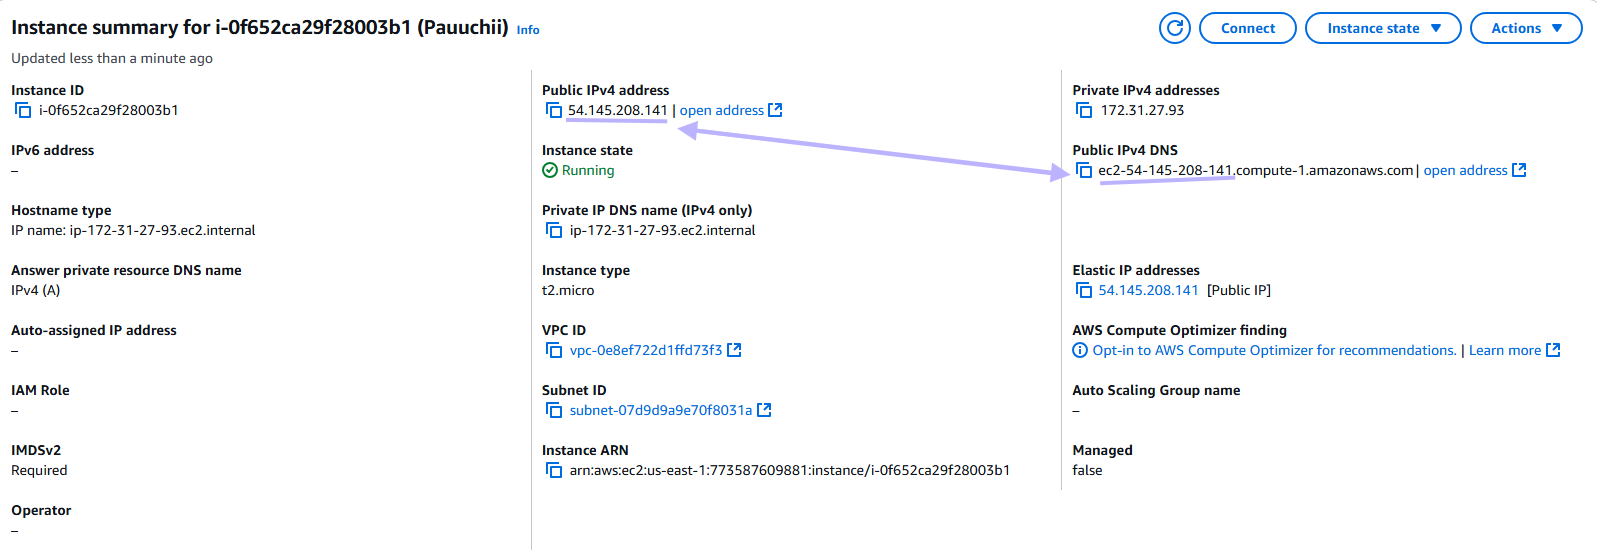 Instance summary for i-0f652ca29f28003b1 (Pauuchii) Info
Connect
Instance state
Actions
Updated less than a minute ago
Instance ID
i-0f652ca29f28003b1
Public IPv4 address
54.145.208.141 | open address
Private IPv4 addresses
172.31.27.93
IPv6 address
–
Instance state
Running
Public IPv4 DNS
ec2-54-145-208-141.compute-1.amazonaws.com | open address
Hostname type
IP name: ip-172-31-27-93.ec2.internal
Private IP DNS name (IPv4 only)
ip-172-31-27-93.ec2.internal
Answer private resource DNS name
IPv4 (A)
Instance type
t2.micro
Elastic IP addresses
54.145.208.141 [Public IP]
Auto-assigned IP address
–
VPC ID
vpc-0e8ef722d1ffd73f3
AWS Compute Optimizer finding
Opt-in to AWS Compute Optimizer for recommendations. | Learn more
IAM Role
–
Subnet ID
subnet-07d9d9a9e70f8031a
Auto Scaling Group name
–
IMDSv2
Required
Instance ARN
arn:aws:ec2:us-east-1:773587609881:instance/i-0f652ca29f28003b1
Managed
false
Operator
–